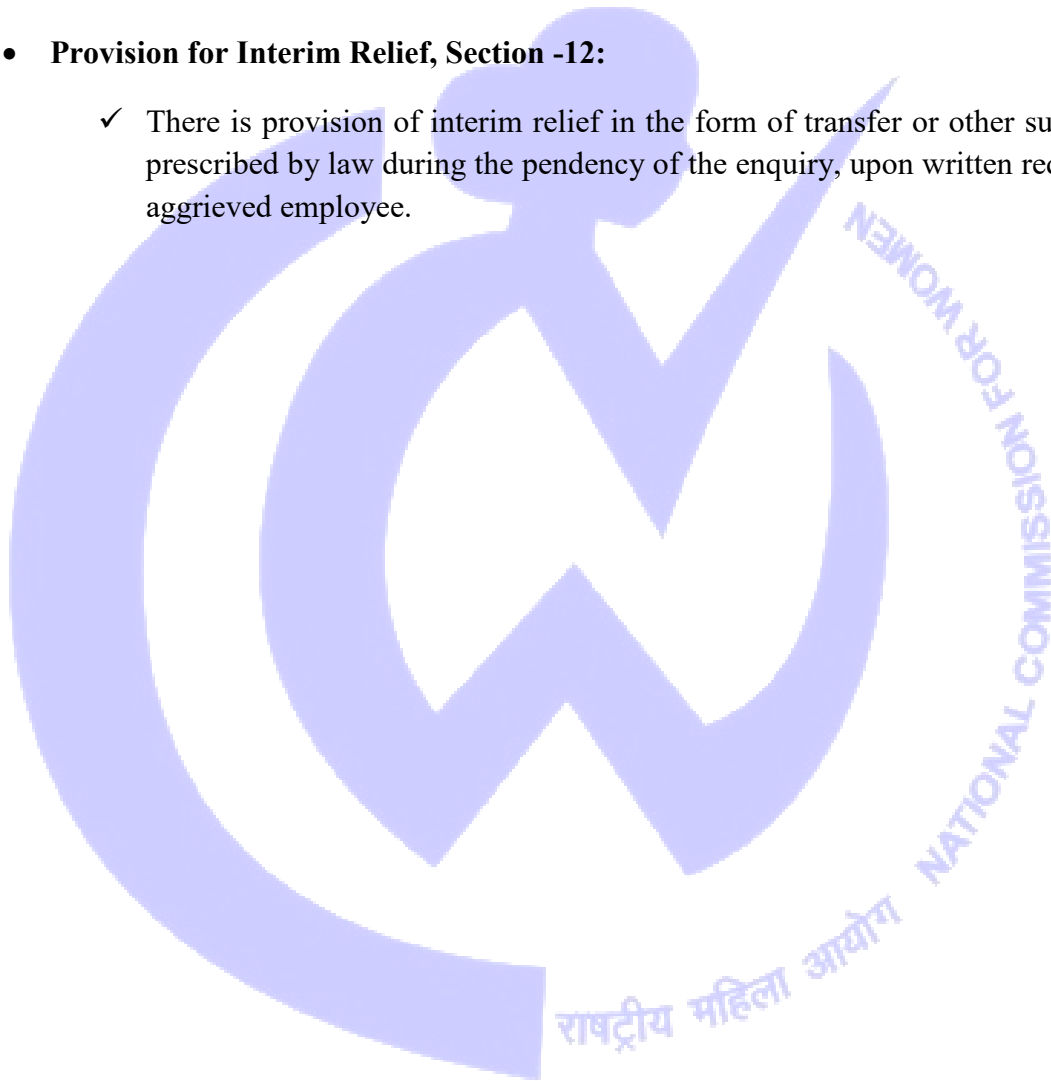 • Provision for Interim Relief, Section -12:
✓ There is provision of interim relief in the form of transfer or other su
prescribed by law during the pendency of the enquiry, upon written rec
aggrieved employee.
राषट्रीय महिला आयोग NATIONAL COMMISSION FOR WOMEN